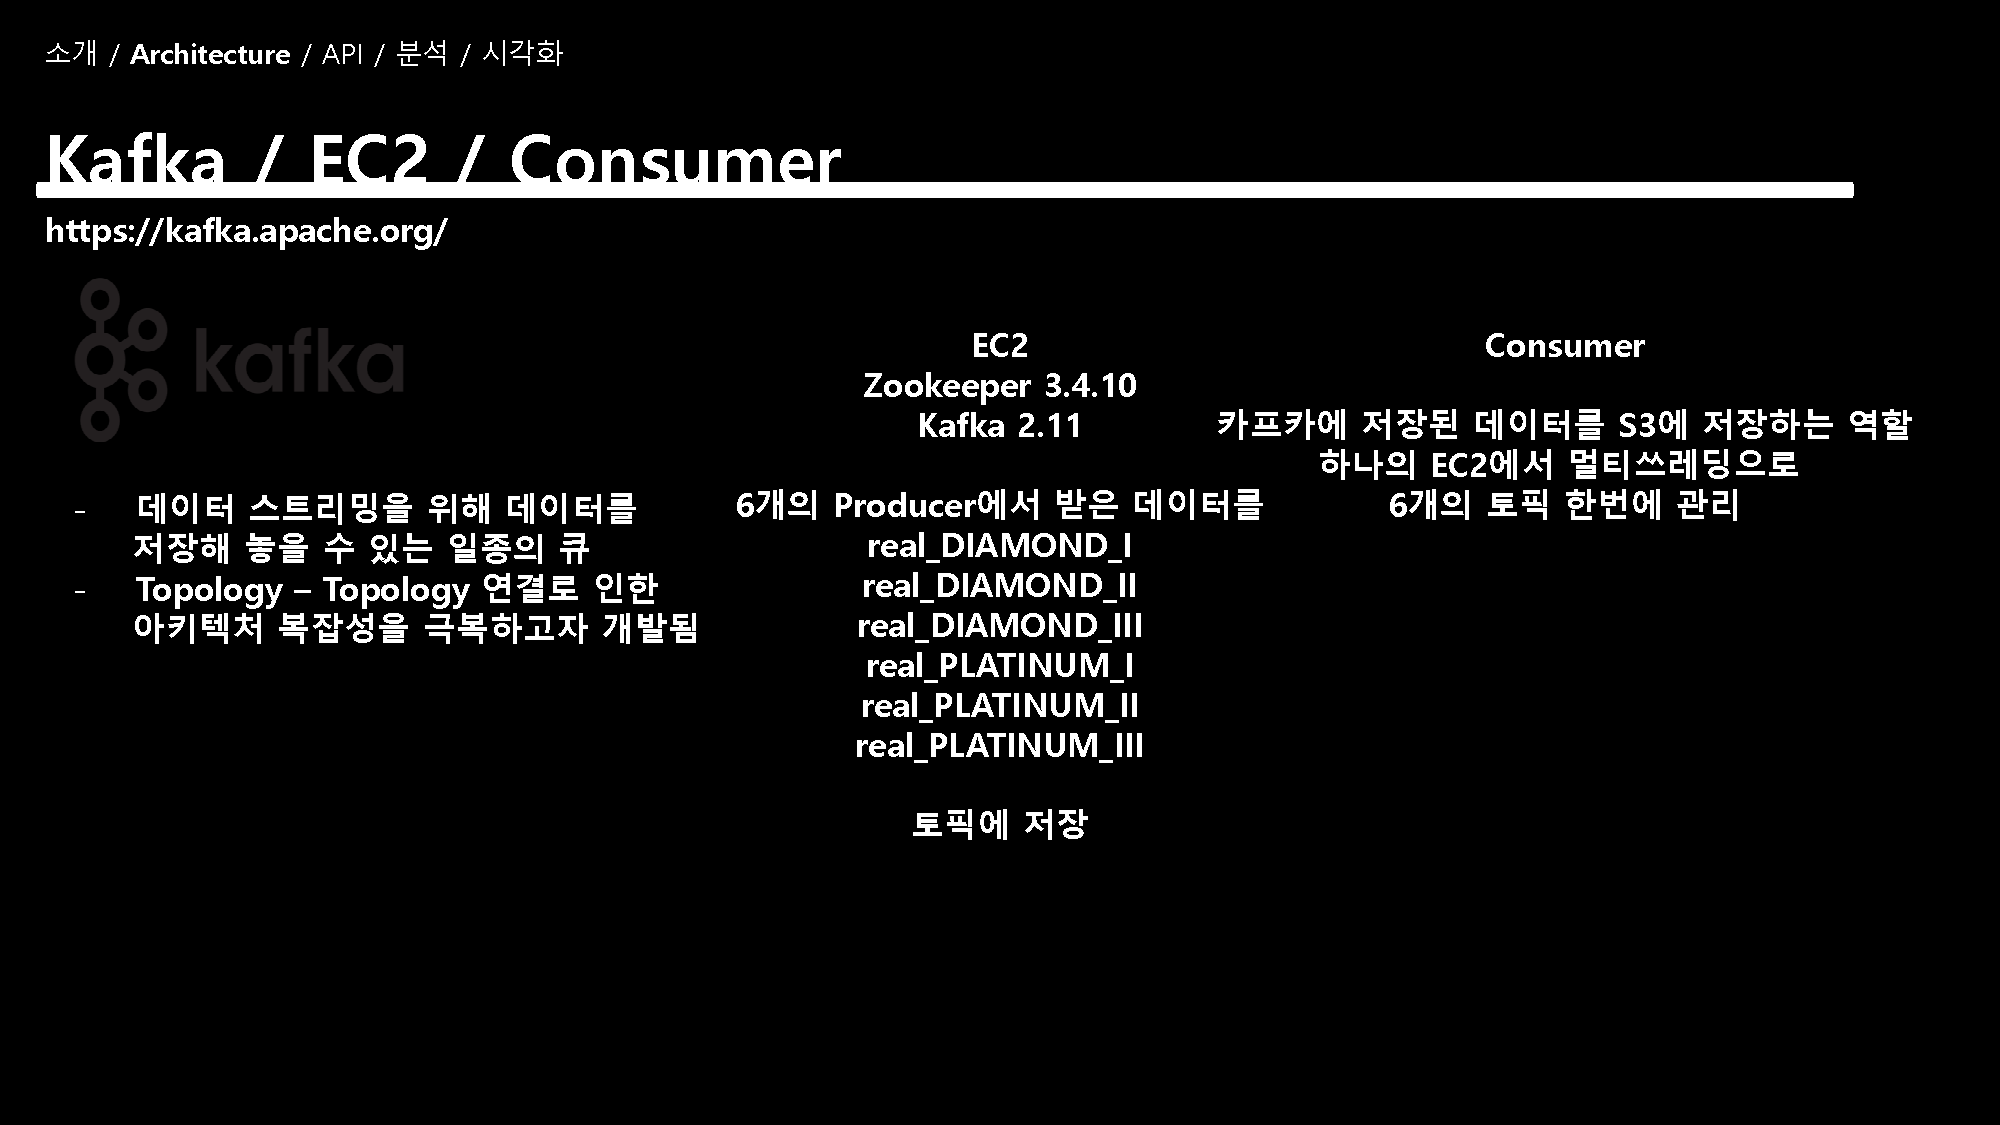 소개 / Architecture / API / 분석 / 시각화
Kafka / EC2 / Consumer
https://kafka.apache.org/
kafka
- 데이터 스트리밍을 위해 데이터를
저장해 놓을 수 있는 일종의 큐
- Topology – Topology 연결로 인한
아키텍처 복잡성을 극복하고자 개발됨
EC2
Zookeeper 3.4.10
Kafka 2.11
6개의 Producer에서 받은 데이터를
real_DIAMOND_I
real_DIAMOND_II
real_DIAMOND_III
real_PLATINUM_I
real_PLATINUM_II
real_PLATINUM_III
토픽에 저장
Consumer
카프카에 저장된 데이터를 S3에 저장하는 역할
하나의 EC2에서 멀티쓰레딩으로
6개의 토픽 한번에 관리